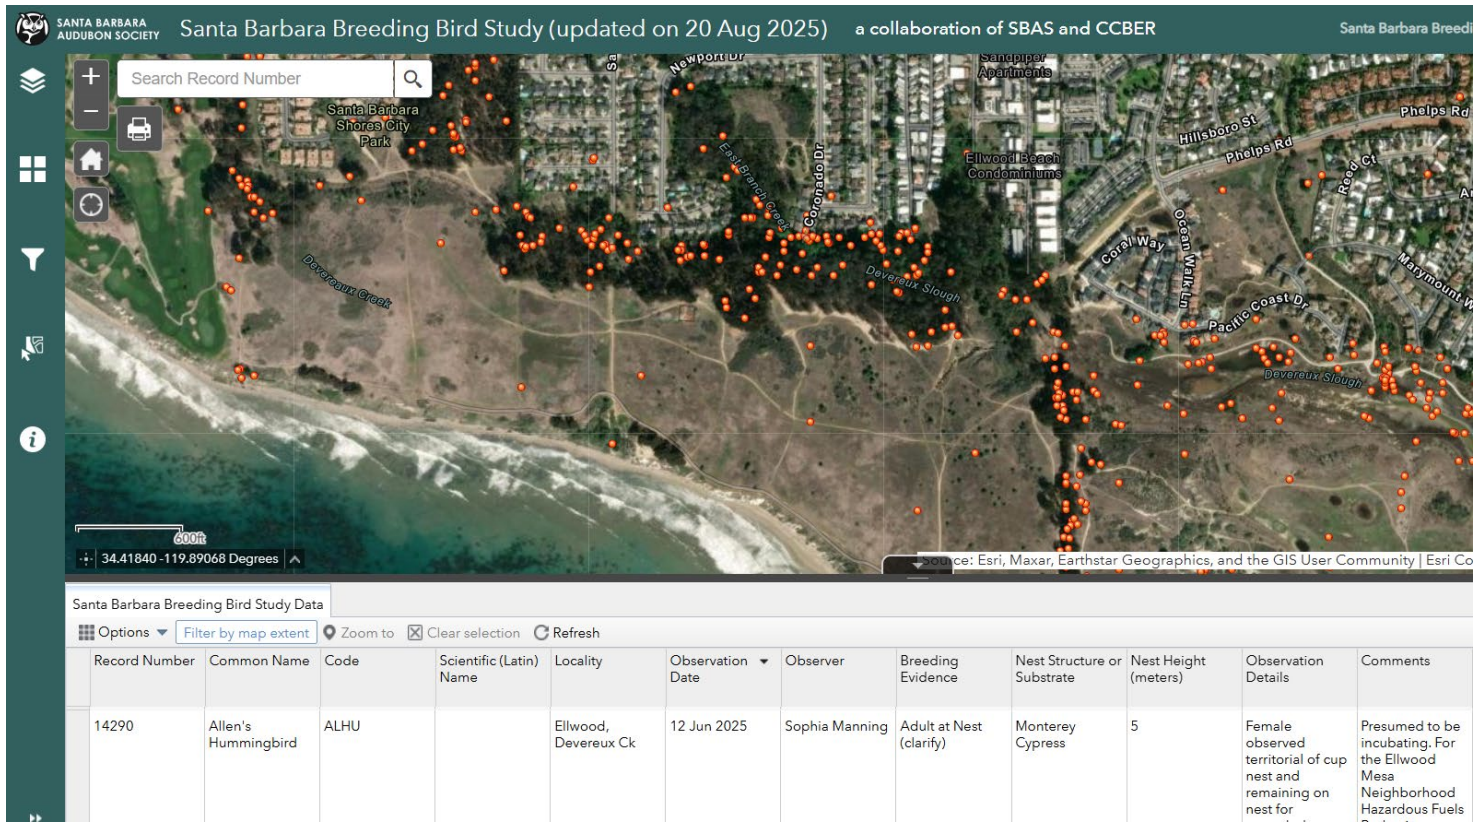 SANTA BARBARA
AUDUBON SOCIETY
Santa Barbara Breeding Bird Study (updated on 20 Aug 2025)
a collaboration of SBAS and CCBER
Santa Barbara Breedi
Search Record Number
Newport Dr
Sandpiper
Apartments
Santa Barbara
Shores City
Park
Phelps Rd
Hillsboro St
Phelps Rd
Ellwood Beach
Condominiums
East Branch Creek
Coronado Dr
Reed Ct
Ocean Walk Ln
Coral Way
Devereaux Creek
Devereux Slough
Marymount W
Pacific Coast Dr
Devereux Slough
600ft
34.41840 -119.89068 Degrees
ce: Esri, Maxar, Earthstar Geographics, and the GIS User Community | Esri Co
Santa Barbara Breeding Bird Study Data
Options
Filter by map extent
Zoom to
Clear selection
Refresh
Record Number
Common Name
Code
Scientific (Latin)
Name
Locality
Observation
Date
Observer
Breeding
Evidence
Nest Structure or
Substrate
Nest Height
(meters)
Observation
Details
Comments
14290
Allen's
Hummingbird
ALHU
Ellwood,
Devereux Ck
12 Jun 2025
Sophia Manning
Adult at Nest
(clarify)
Monterey
Cypress
5
Female
observed
territorial of cup
nest and
remaining on
nest for
Presumed to be
incubating. For
the Ellwood
Mesa
Neighborhood
Hazardous Fuels